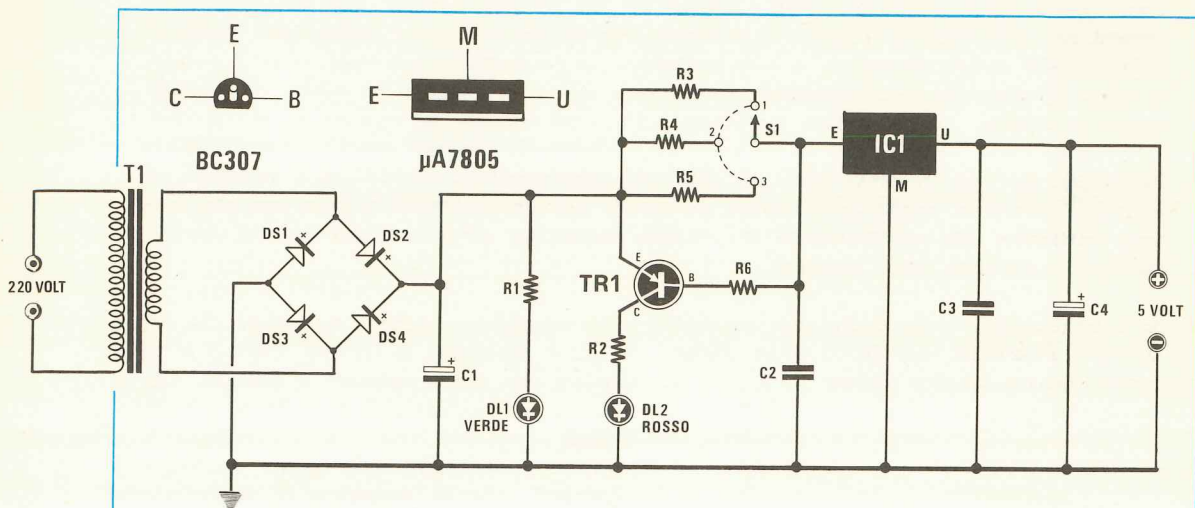 E
M
C
B
E
U
BC307
µA7805
T1
220 VOLT
DS1
DS2
DS3
DS4
+
C1
R1
DL1
VERDE
R3
R4
R5
1
2
3
S1
TR1
E
B
C
R6
R2
DL2
ROSSO
C2
E
IC1
U
M
C3
+
C4
+
5 VOLT
-